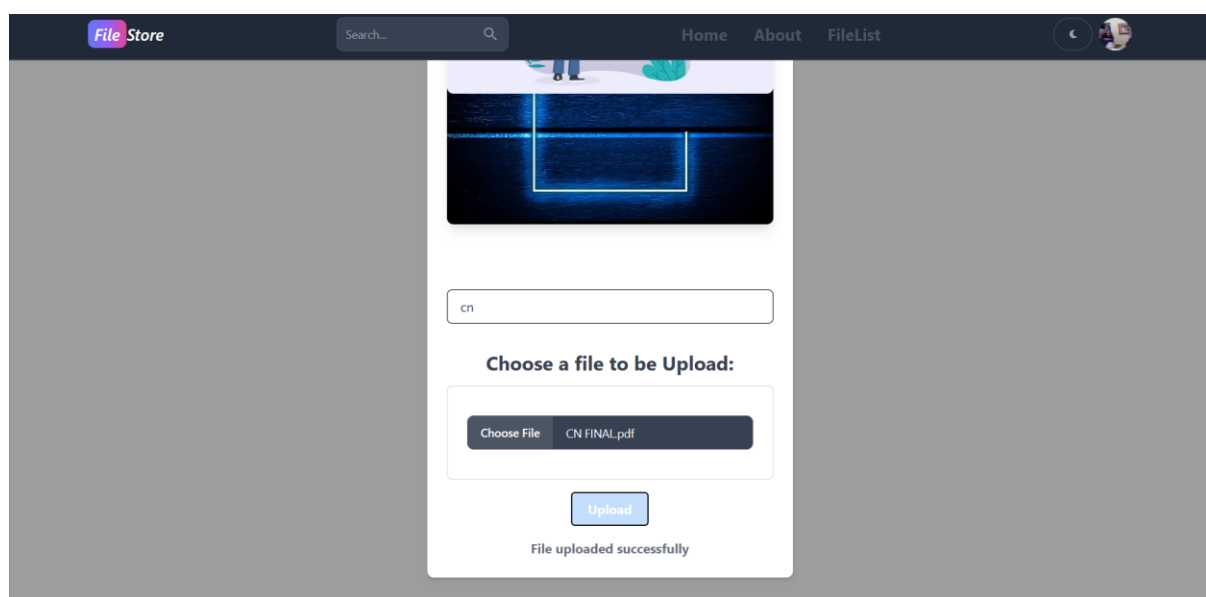 File Store
Search...
Home About FileList
cn
Choose a file to be Upload:
Choose File CN FINAL.pdf
Upload
File uploaded successfully